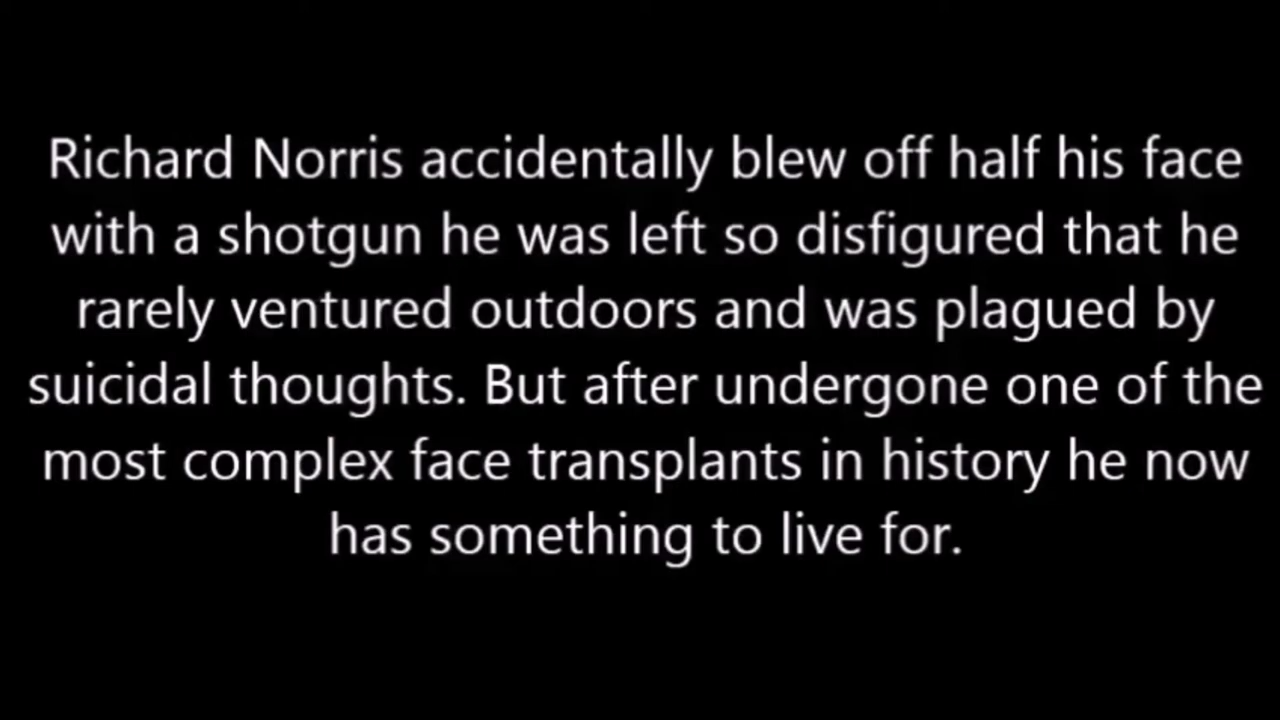 Richard Norris accidentally blew off half his face
with a shotgun he was left so disfigured that he
rarely ventured outdoors and was plagued by
suicidal thoughts. But after undergone one of the
most complex face transplants in history he now
has something to live for.